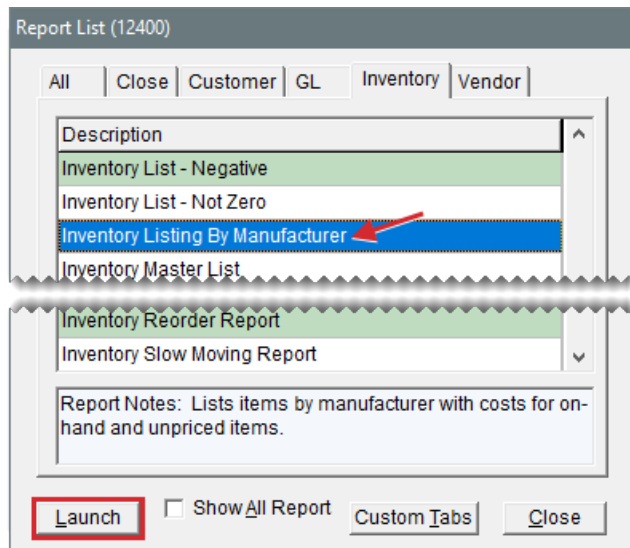 Report List (12400)
All Close Customer GL Inventory Vendor
Description
Inventory List - Negative
Inventory List - Not Zero
Inventory Listing By Manufacturer
Inventory Master List
Inventory Reorder Report
Inventory Slow Moving Report
Report Notes: Lists items by manufacturer with costs for on-
hand and unpriced items.
Launch Show All Report Custom Tabs Close